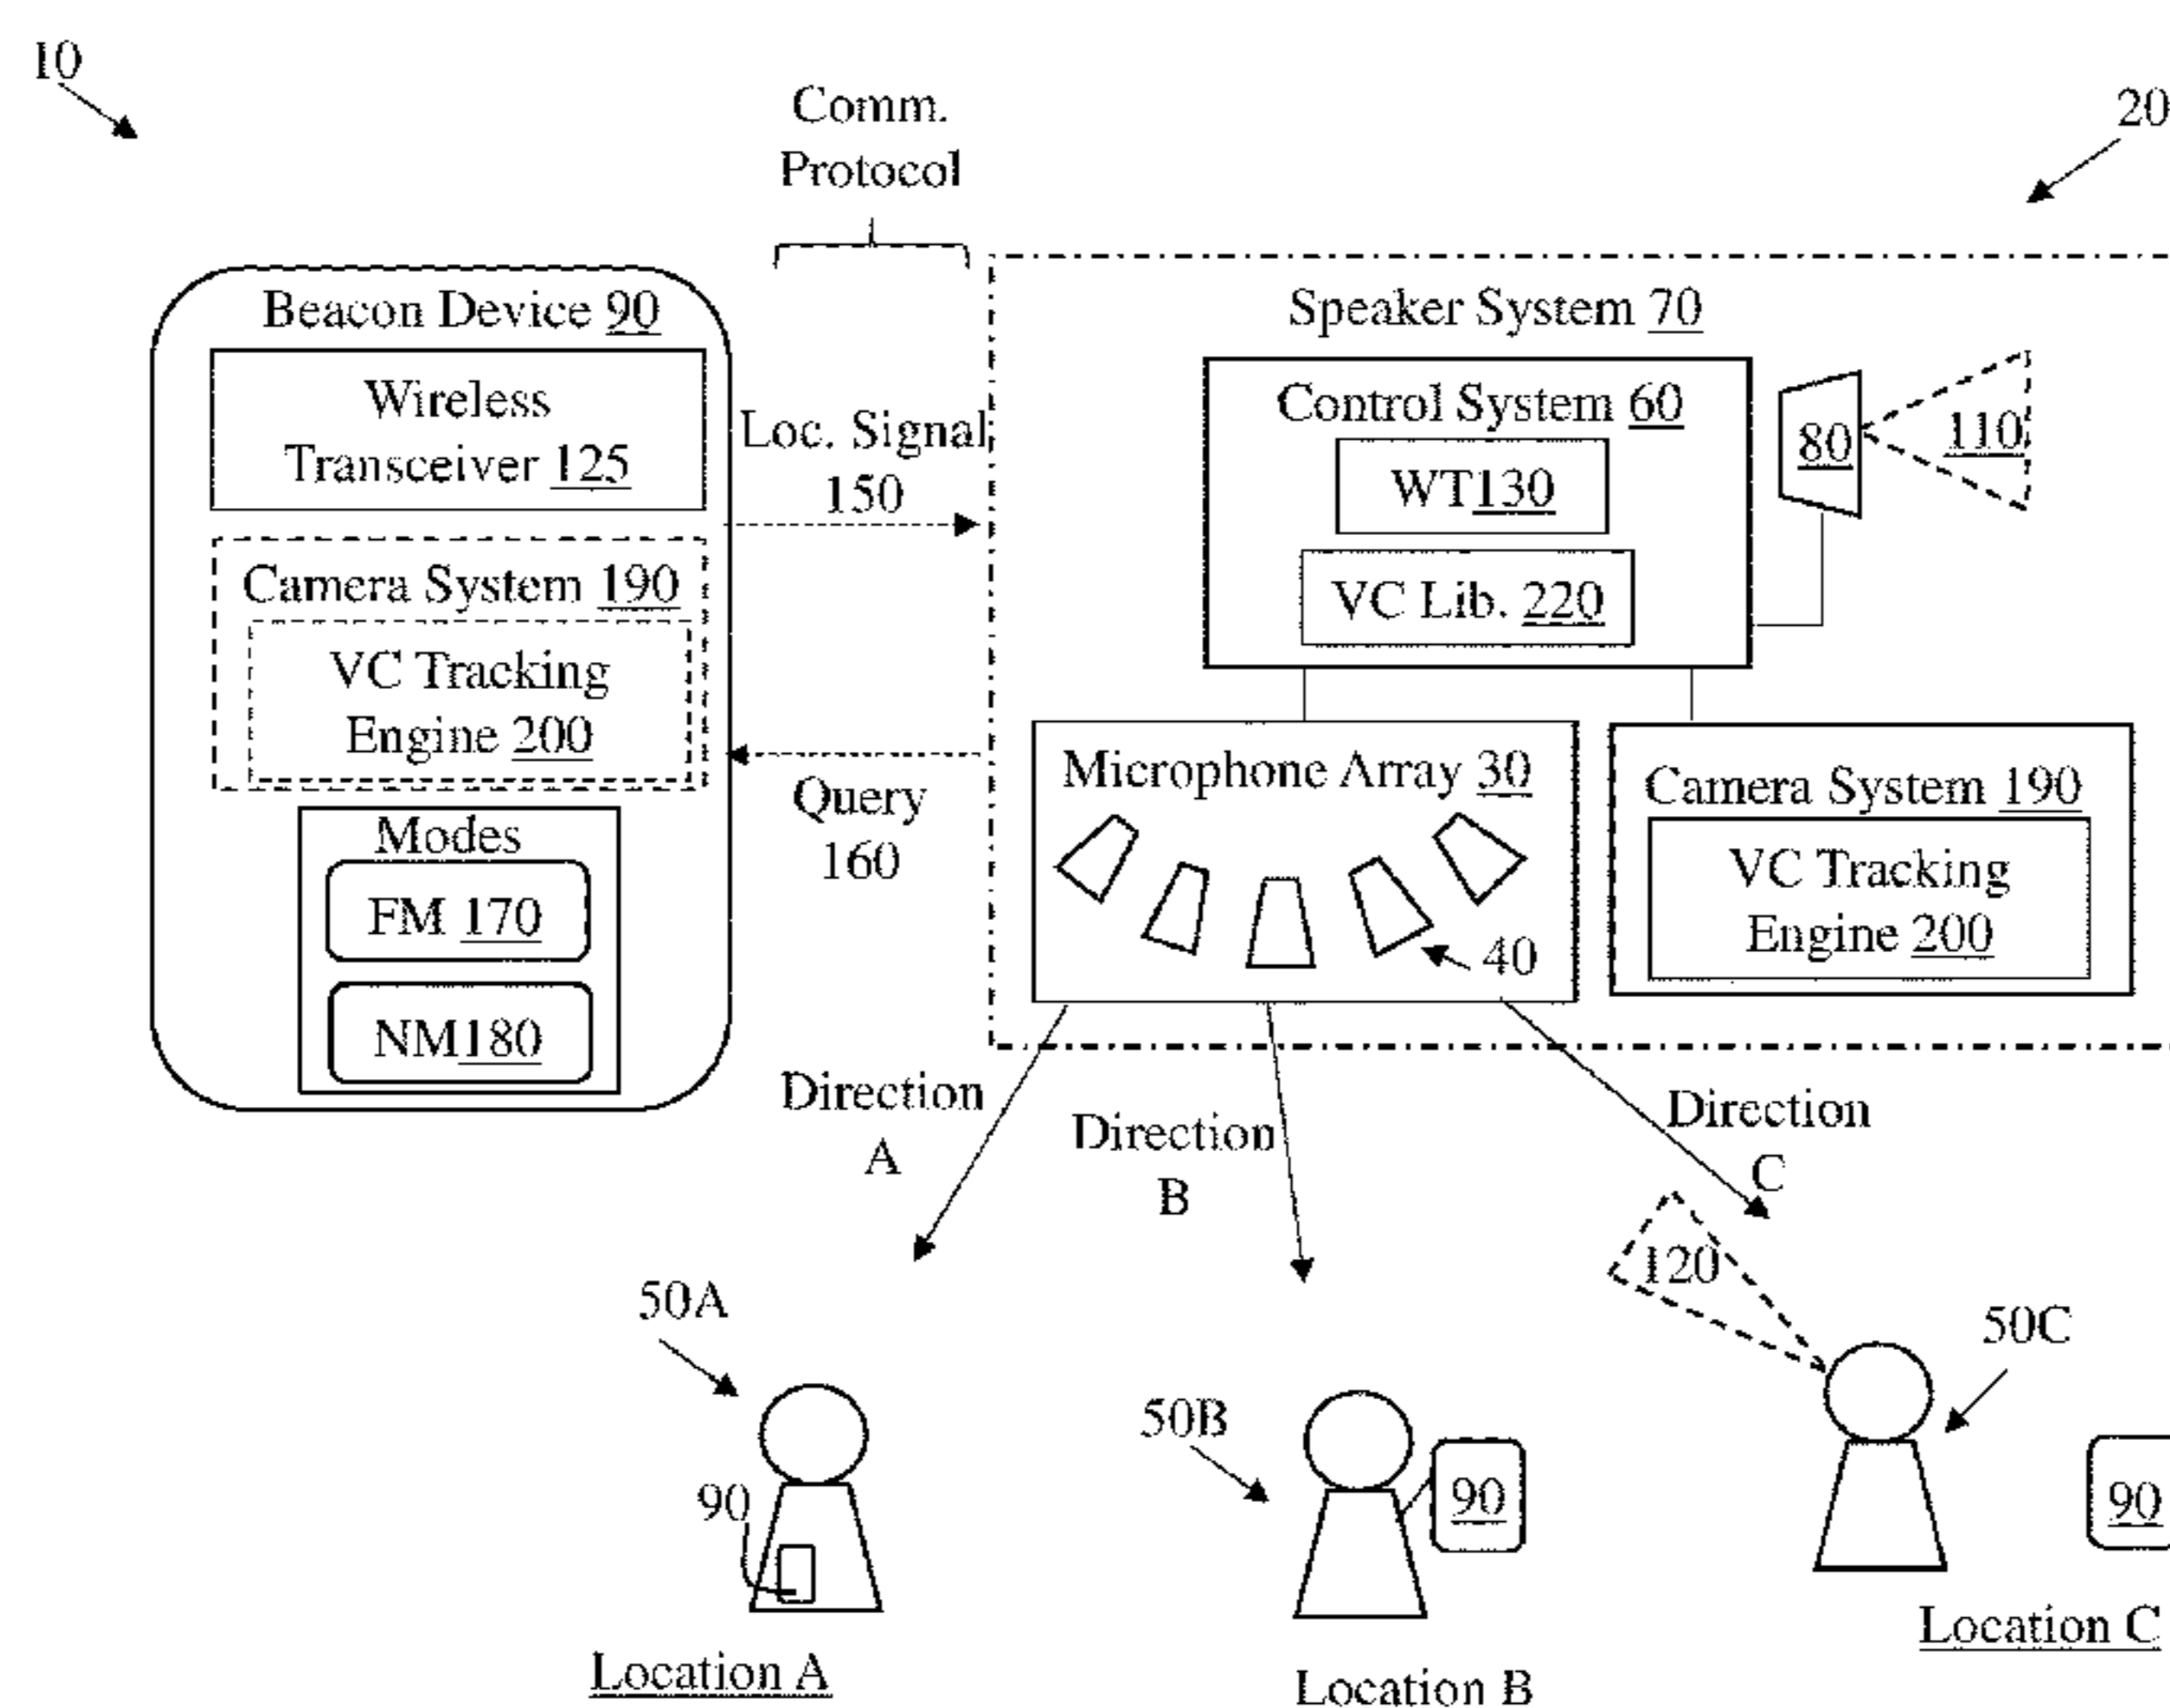 10
Comm.
Protocol
20
Beacon Device 90
Wireless
Transceiver 125
Camera System 190
VC Tracking
Engine 200
Modes
FM 170
NM180
Loc. Signal
150
Query
160
Speaker System 70
Control System 60
WT130
VC Lib. 220
80
110
Microphone Array 30
40
Camera System 190
VC Tracking
Engine 200
Direction
A
Direction
B
Direction
C
120
50A
90
Location A
50B
90
Location B
50C
90
Location C